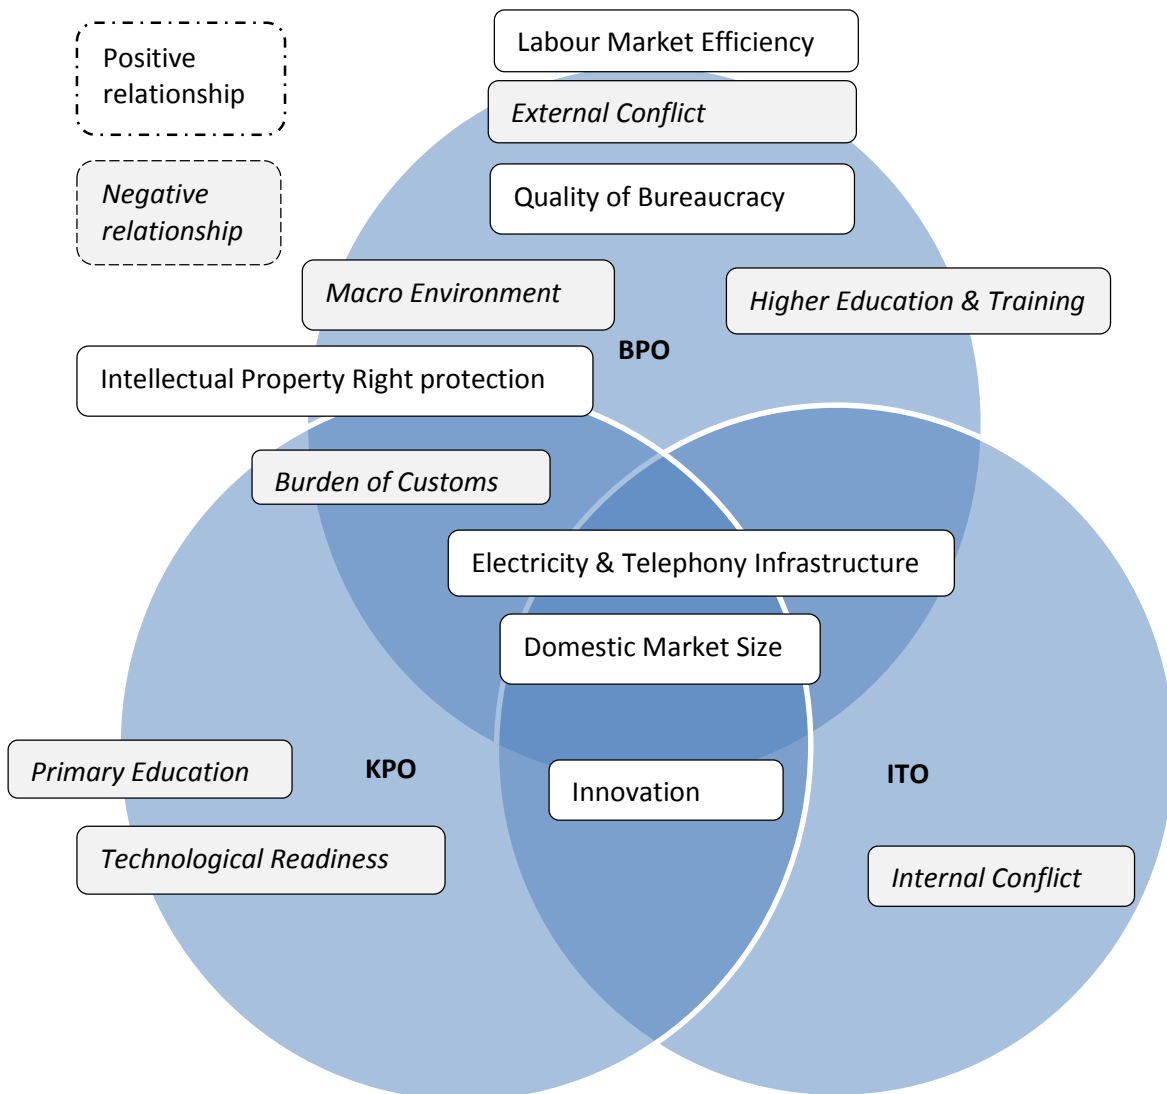 Positive
relationship
Negative
relationship
Labour Market Efficiency
External Conflict
Quality of Bureaucracy
Macro Environment
Higher Education & Training
BPO
Intellectual Property Right protection
Burden of Customs
Electricity & Telephony Infrastructure
Domestic Market Size
Primary Education
KPO
Innovation
ITO
Technological Readiness
Internal Conflict